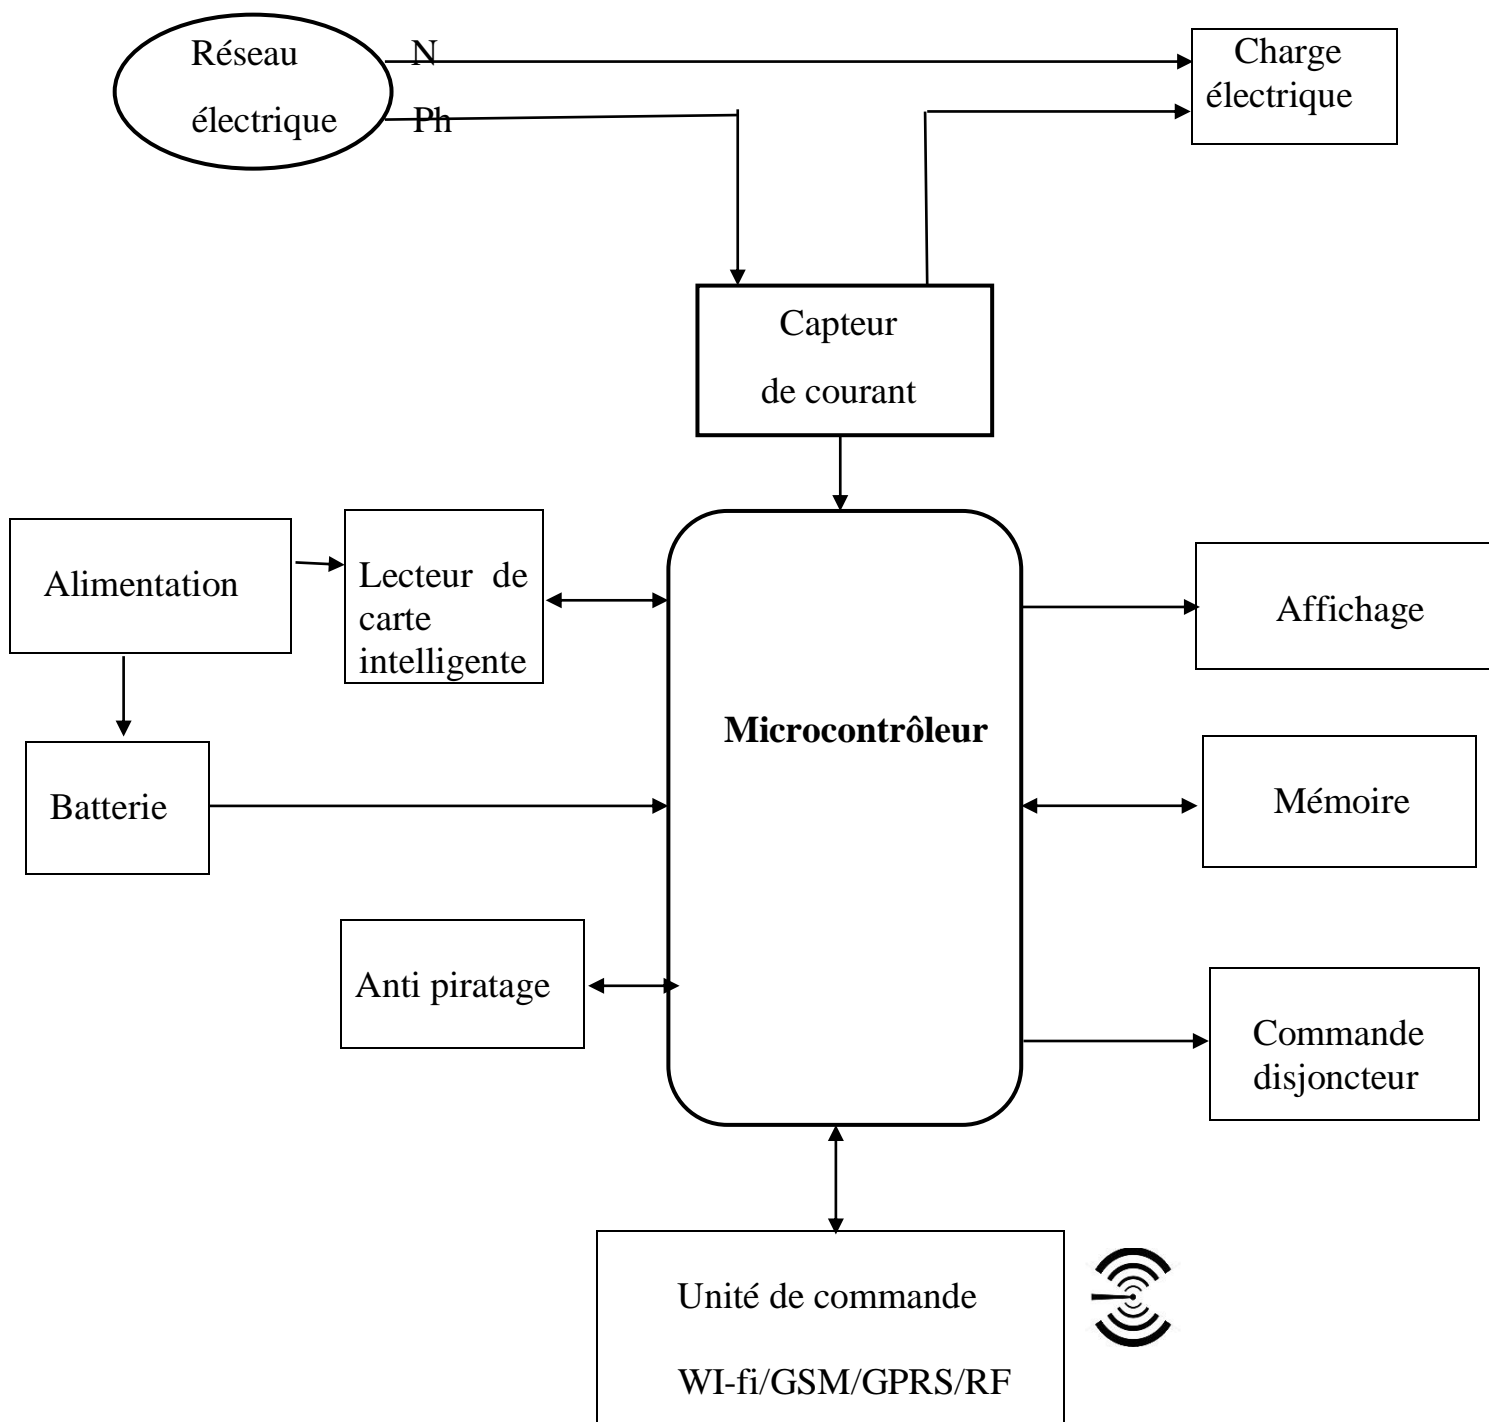 Réseau
électrique
N
Ph
Charge
électrique
Capteur
de courant
Alimentation
Lecteur de
carte
intelligente
Microcontrôleur
Affichage
Batterie
Mémoire
Anti piratage
Commande
disjoncteur
Unité de commande
WI-fi/GSM/GPRS/RF